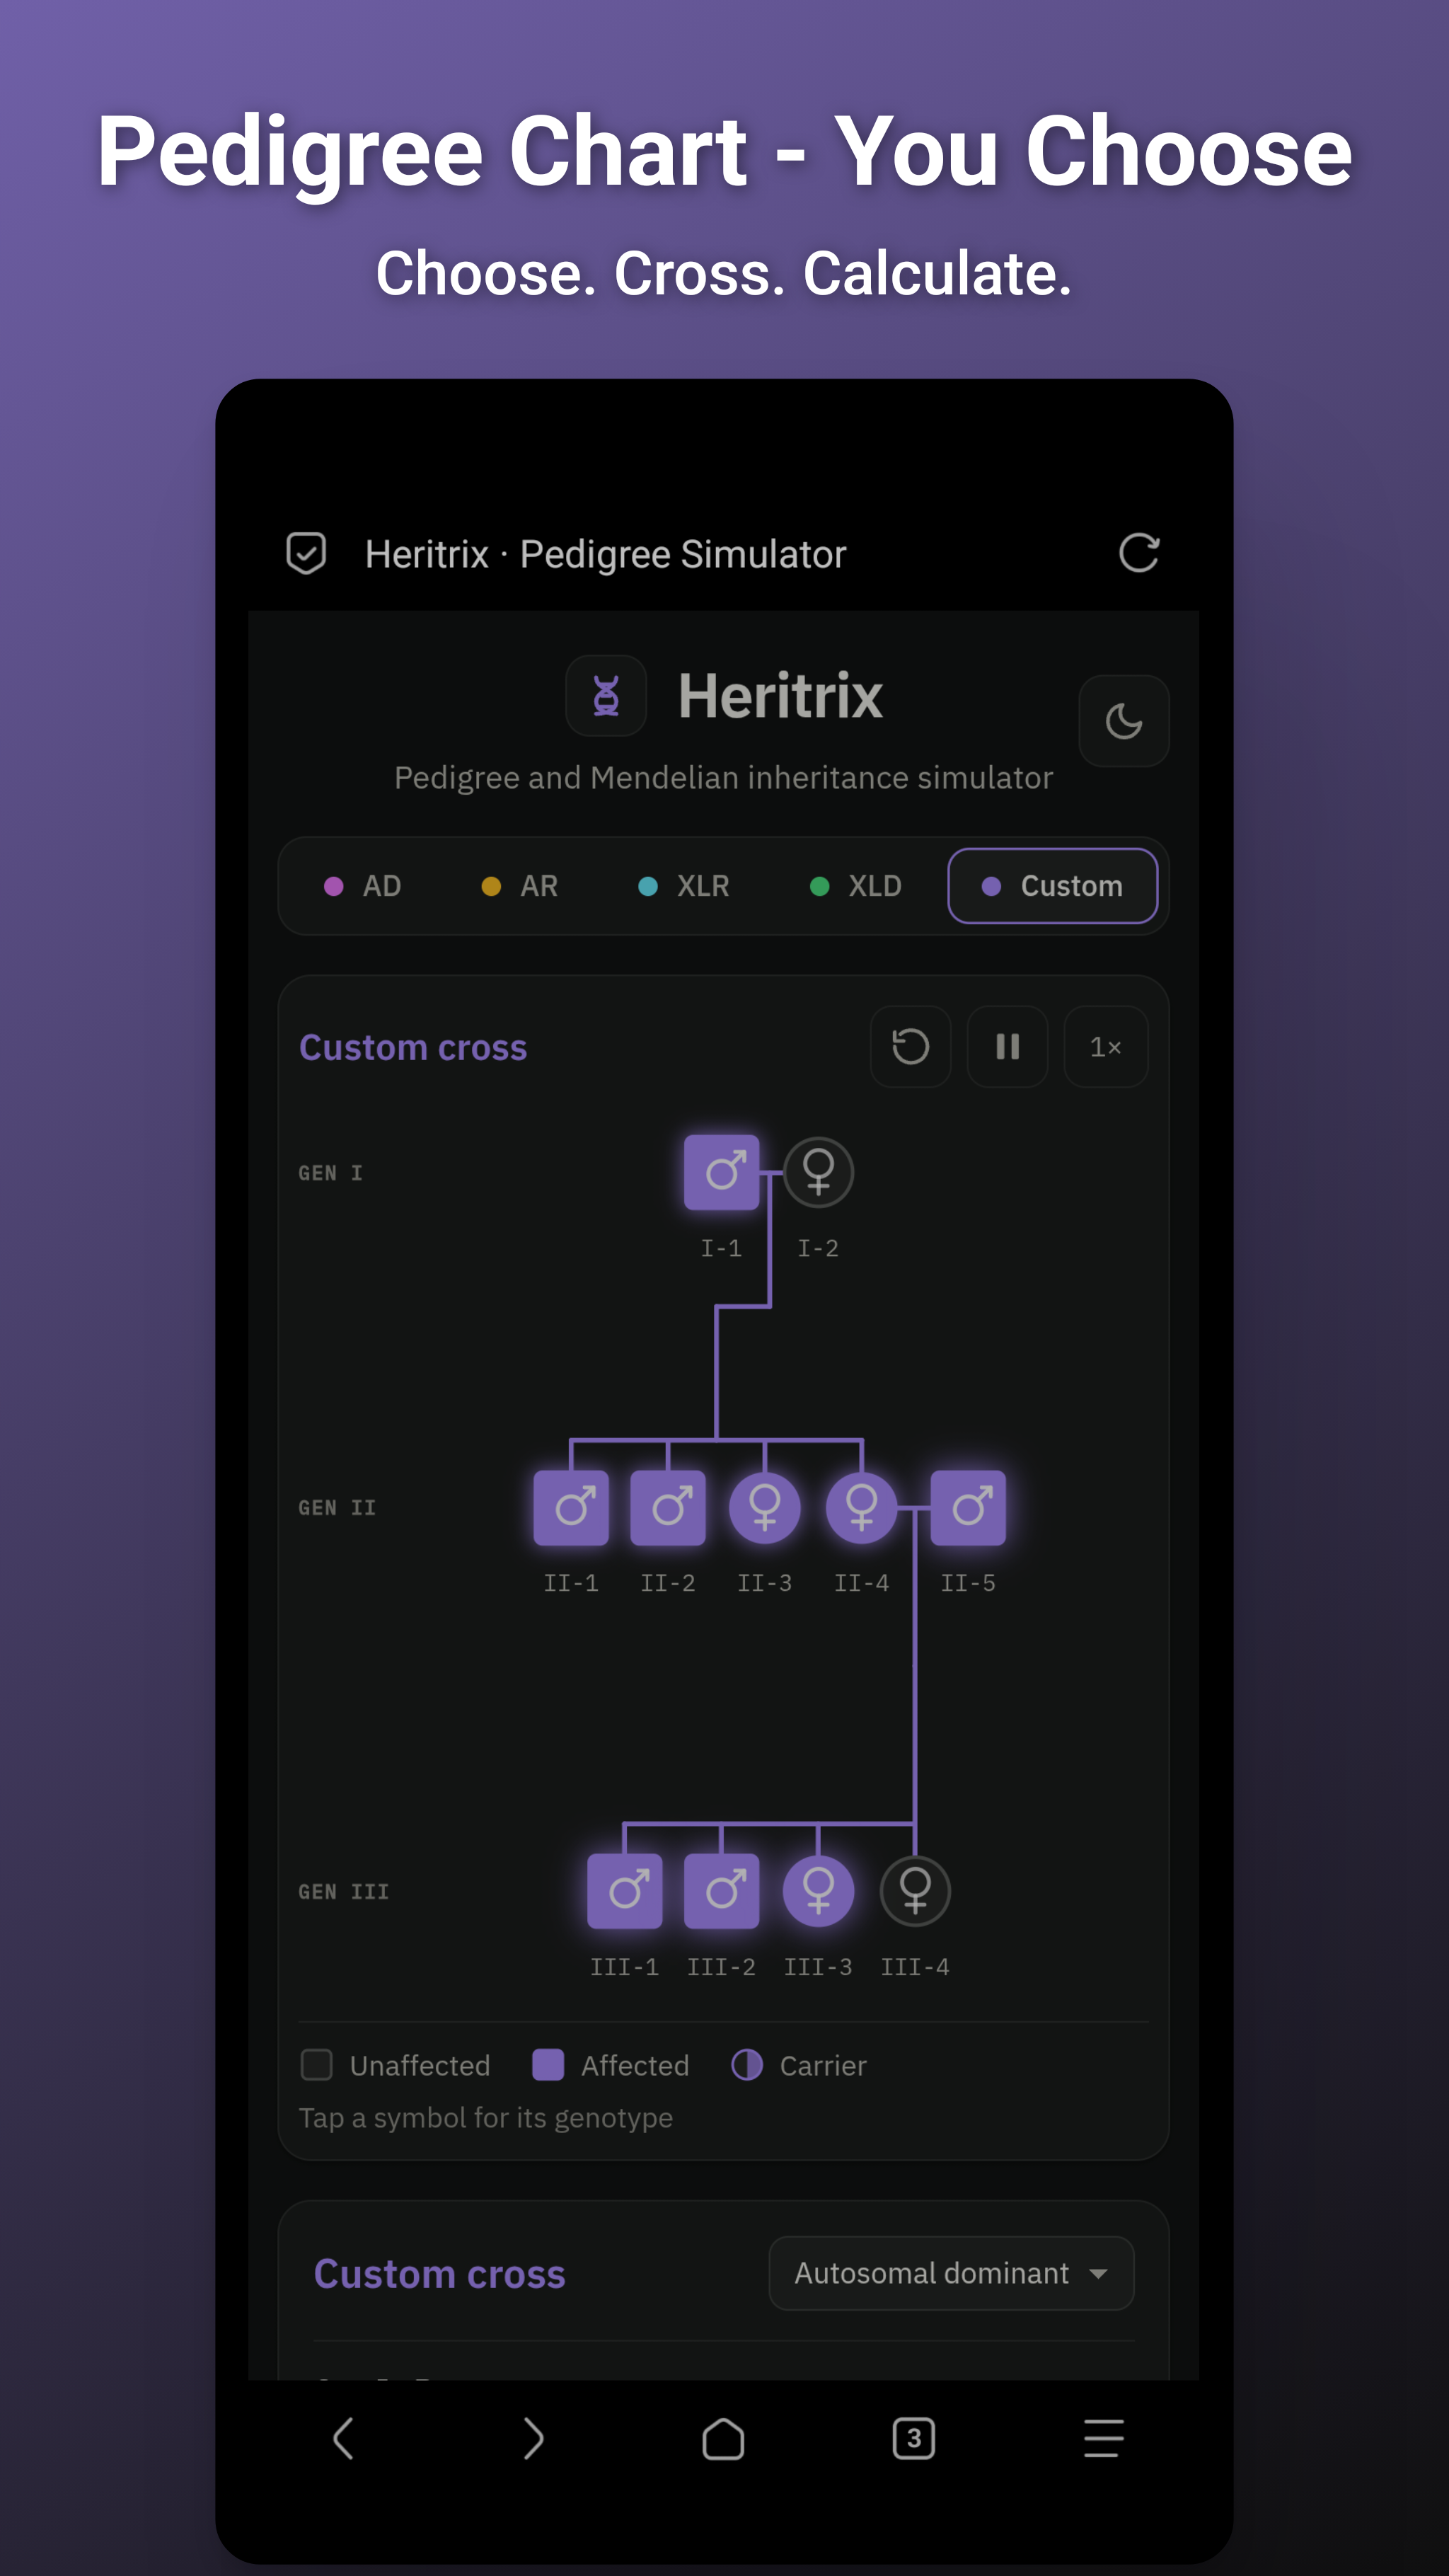 Pedigree Chart - You Choose
Choose. Cross. Calculate.
Heritrix · Pedigree Simulator
Heritrix
Pedigree and Mendelian inheritance simulator
AD AR XLR XLD Custom
Custom cross 1×
GEN I
I-1 I-2
GEN II
II-1 II-2 II-3 II-4 II-5
GEN III
III-1 III-2 III-3 III-4
Unaffected Affected Carrier
Tap a symbol for its genotype
Custom cross Autosomal dominant
3